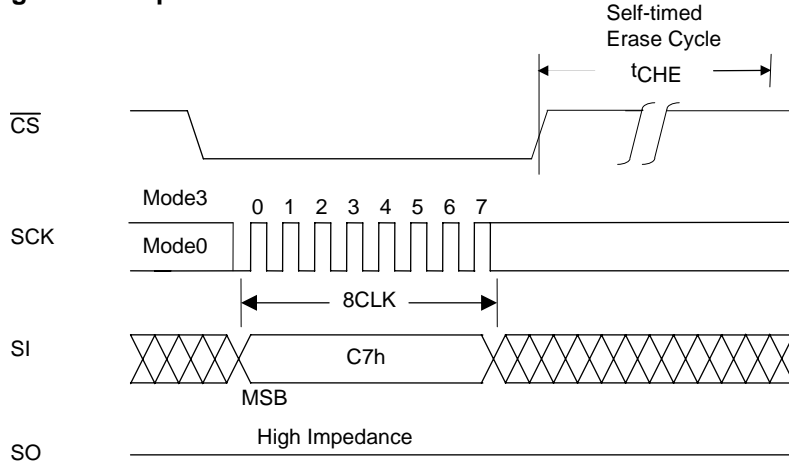 Self-timed
Erase Cycle
tCHE
CS
Mode3
0 1 2 3 4 5 6 7
SCK
Mode0
8CLK
SI
C7h
MSB
High Impedance
SO